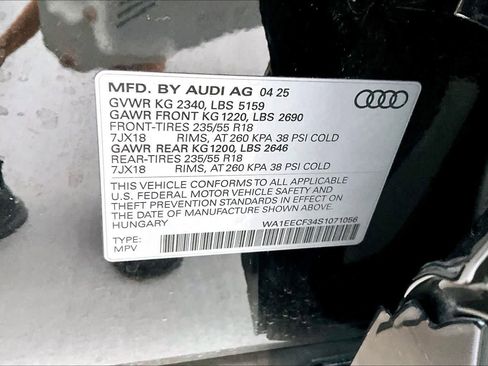 MFD. BY AUDI AG 04 25
GVWR KG 2340, LBS 5159
GAWR FRONT KG 1220, LBS 2690
FRONT-TIRES 235/55 R18
7JX18 RIMS, AT 260 KPA 38 PSI COLD
GAWR REAR KG1200, LBS 2646
REAR-TIRES 235/55 R18
7JX18 RIMS, AT 260 KPA 38 PSI COLD
THIS VEHICLE CONFORMS TO ALL APPLICABLE
U.S. FEDERAL MOTOR VEHICLE SAFETY AND
THEFT PREVENTION STANDARDS IN EFFECT ON
THE DATE OF MANUFACTURE SHOWN ABOVE.
HUNGARY
WA1EECF34S1071056
TYPE:
MPV